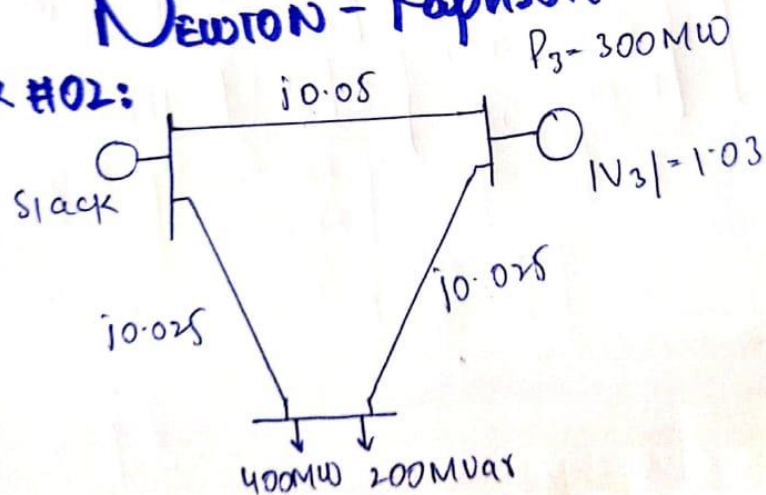 NEWTON -
P3- 300MW
#02:
j0.05
Slack
|V3|= 1.03
j0.025
j0.025
400MW 200MVar